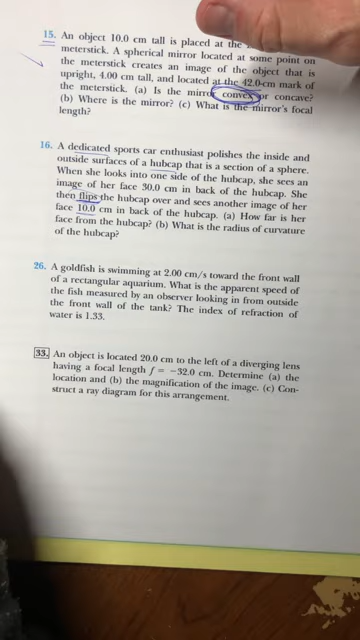 15. An object 10.0 cm tall is placed at the
meterstick. A spherical mirror located at some point on
the meterstick creates an image of the object that is
upright, 4.00 cm tall, and located at the 42.0-cm mark of
the meterstick. (a) Is the mirror convex or concave?
(b) Where is the mirror? (c) What is the mirror's focal
length?
16. A dedicated sports car enthusiast polishes the inside and
outside surfaces of a hubcap that is a section of a sphere.
When she looks into one side of the hubcap, she sees an
image of her face 30.0 cm in back of the hubcap. She
then flips the hubcap over and sees another image of her
face 10.0 cm in back of the hubcap. (a) How far is her
face from the hubcap? (b) What is the radius of curvature
of the hubcap?
26. A goldfish is swimming at 2.00 cm/s toward the front wall
of a rectangular aquarium. What is the apparent speed of
the fish measured by an observer looking in from outside
the front wall of the tank? The index of refraction of
water is 1.33.
33. An object is located 20.0 cm to the left of a diverging lens
having a focal length f = −32.0 cm. Determine (a) the
location and (b) the magnification of the image. (c) Con-
struct a ray diagram for this arrangement.